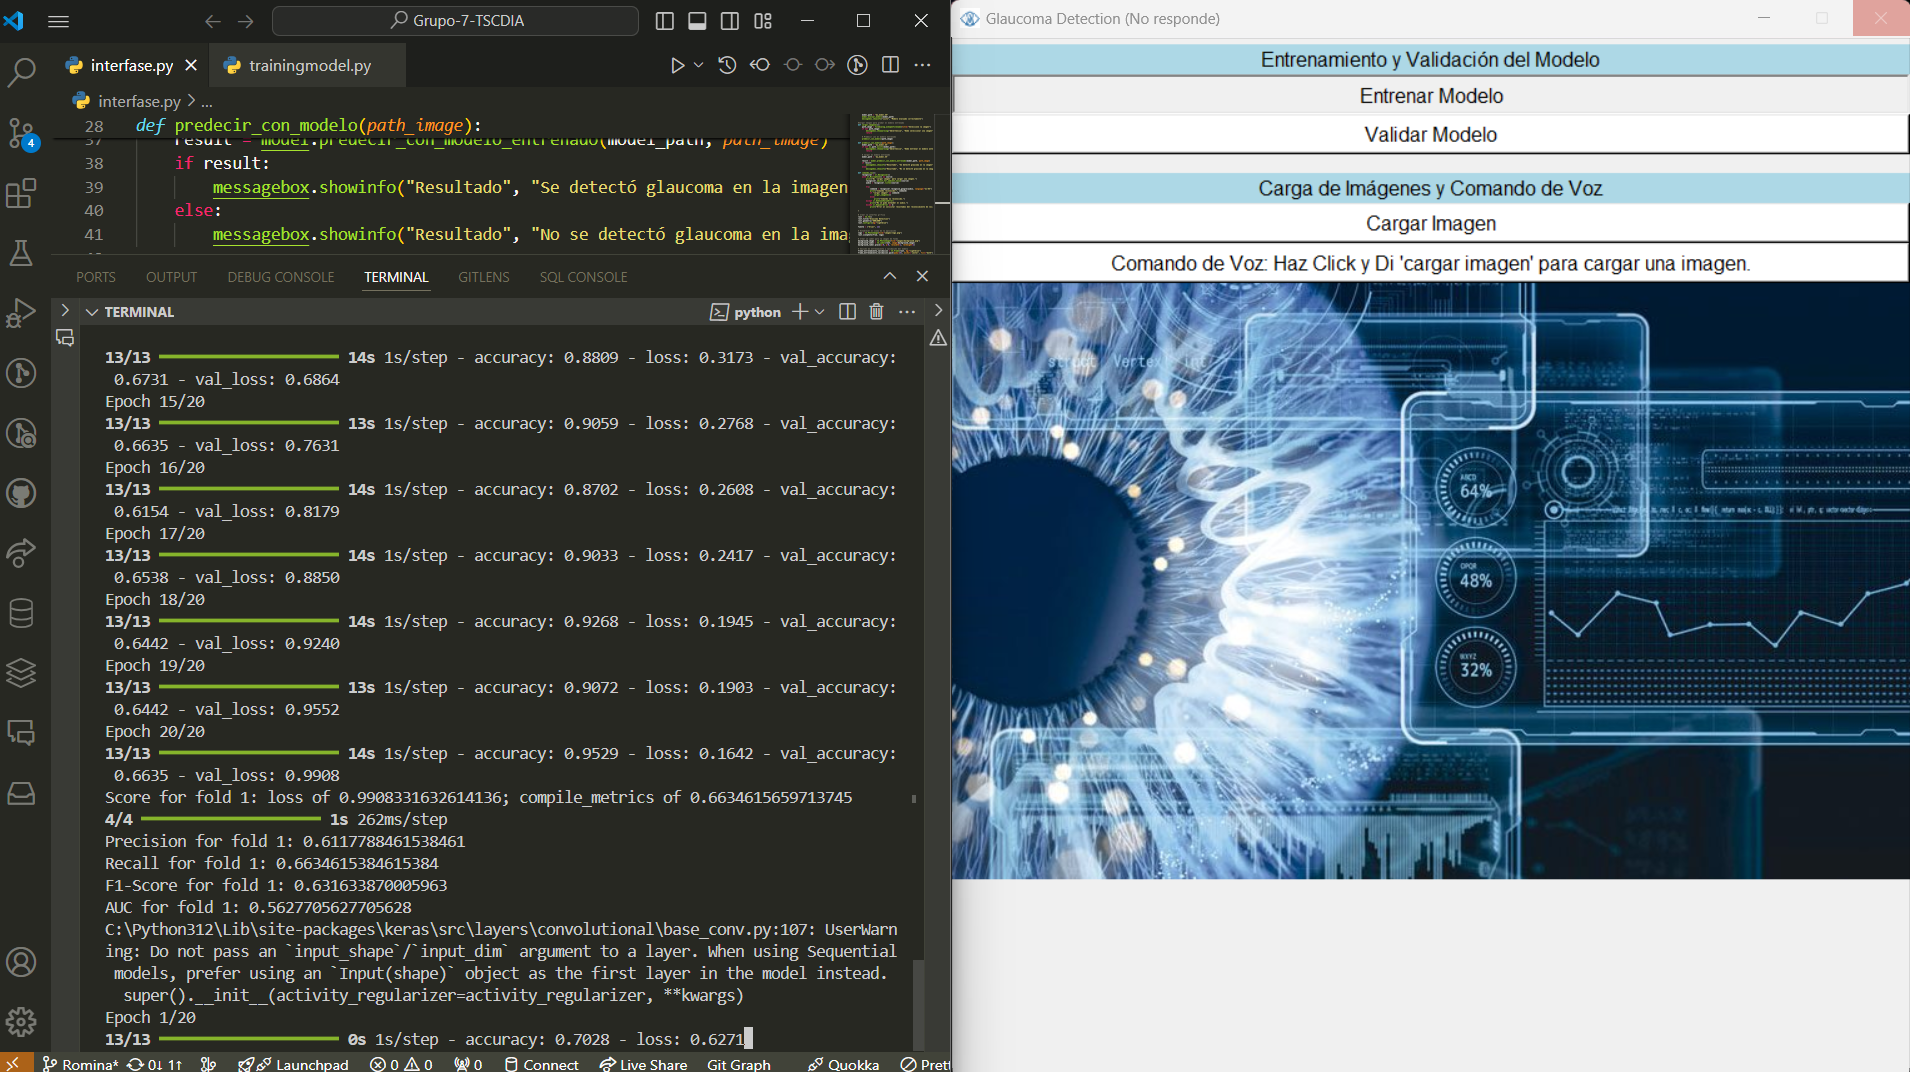 Grupo-7-TSCDIA
interfase.py
trainingmodel.py
interfase.py > ...
28 def predecir_con_modelo(path_image):
37 result = model.predecir_con_modelo_entrenado(model_path, path_image)
38 if result:
39 messagebox.showinfo("Resultado", "Se detectó glaucoma en la imagen
40 else:
41 messagebox.showinfo("Resultado", "No se detectó glaucoma en la ima
PORTS OUTPUT DEBUG CONSOLE TERMINAL GITLENS SQL CONSOLE
TERMINAL
python
13/13 14s 1s/step - accuracy: 0.8809 - loss: 0.3173 - val_accuracy:
0.6731 - val_loss: 0.6864
Epoch 15/20
13/13 13s 1s/step - accuracy: 0.9059 - loss: 0.2768 - val_accuracy:
0.6635 - val_loss: 0.7631
Epoch 16/20
13/13 14s 1s/step - accuracy: 0.8702 - loss: 0.2608 - val_accuracy:
0.6154 - val_loss: 0.8179
Epoch 17/20
13/13 14s 1s/step - accuracy: 0.9033 - loss: 0.2417 - val_accuracy:
0.6538 - val_loss: 0.8850
Epoch 18/20
13/13 14s 1s/step - accuracy: 0.9268 - loss: 0.1945 - val_accuracy:
0.6442 - val_loss: 0.9240
Epoch 19/20
13/13 13s 1s/step - accuracy: 0.9072 - loss: 0.1903 - val_accuracy:
0.6442 - val_loss: 0.9552
Epoch 20/20
13/13 14s 1s/step - accuracy: 0.9529 - loss: 0.1642 - val_accuracy:
0.6635 - val_loss: 0.9908
Score for fold 1: loss of 0.9908331632614136; compile_metrics of 0.6634615659713745
4/4 1s 262ms/step
Precision for fold 1: 0.6117788461538461
Recall for fold 1: 0.6634615384615384
F1-Score for fold 1: 0.631633870005963
AUC for fold 1: 0.5627705627705628
C:\Python312\Lib\site-packages\keras\src\layers\convolutional\base_conv.py:107: UserWarn
ing: Do not pass an `input_shape`/`input_dim` argument to a layer. When using Sequential
models, prefer using an `Input(shape)` object as the first layer in the model instead.
super().__init__(activity_regularizer=activity_regularizer, **kwargs)
Epoch 1/20
13/13 0s 1s/step - accuracy: 0.7028 - loss: 0.6271
4
Romina* 0↓ 1↑ Launchpad 0 0 0 Connect Live Share Git Graph Quokka Prett
Glaucoma Detection (No responde)
Entrenamiento y Validación del Modelo
Entrenar Modelo
Validar Modelo
Carga de Imágenes y Comando de Voz
Cargar Imagen
Comando de Voz: Haz Click y Di 'cargar imagen' para cargar una imagen.
struct Vertex int
ABCD
64%
OPQR
48%
WXYZ
32%